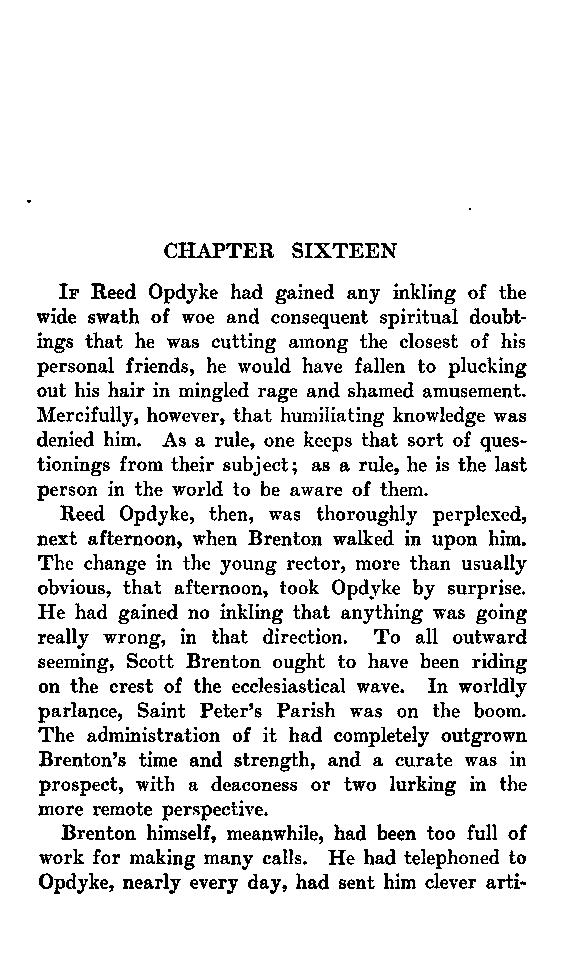 CHAPTER SIXTEEN
IF Reed Opdyke had gained any inkling of the
wide swath of woe and consequent spiritual doubt-
ings that he was cutting among the closest of his
personal friends, he would have fallen to plucking
out his hair in mingled rage and shamed amusement.
Mercifully, however, that humiliating knowledge was
denied him. As a rule, one keeps that sort of ques-
tionings from their subject; as a rule, he is the last
person in the world to be aware of them.
Reed Opdyke, then, was thoroughly perplexed,
next afternoon, when Brenton walked in upon him.
The change in the young rector, more than usually
obvious, that afternoon, took Opdyke by surprise.
He had gained no inkling that anything was going
really wrong, in that direction. To all outward
seeming, Scott Brenton ought to have been riding
on the crest of the ecclesiastical wave. In worldly
parlance, Saint Peter's Parish was on the boom.
The administration of it had completely outgrown
Brenton's time and strength, and a curate was in
prospect, with a deaconess or two lurking in the
more remote perspective.
Brenton himself, meanwhile, had been too full of
work for making many calls. He had telephoned to
Opdyke, nearly every day, had sent him clever arti-